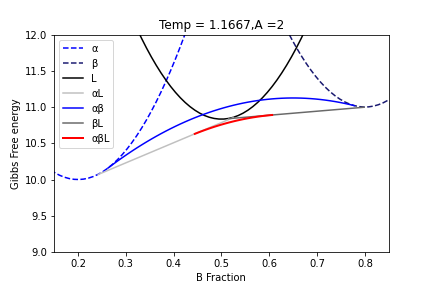 Temp = 1.1667,A =2
12.0
11.5
11.0
10.5
10.0
9.5
9.0
Gibbs Free energy
α
β
L
αL
αβ
βL
αβL
0.2 0.3 0.4 0.5 0.6 0.7 0.8
B Fraction